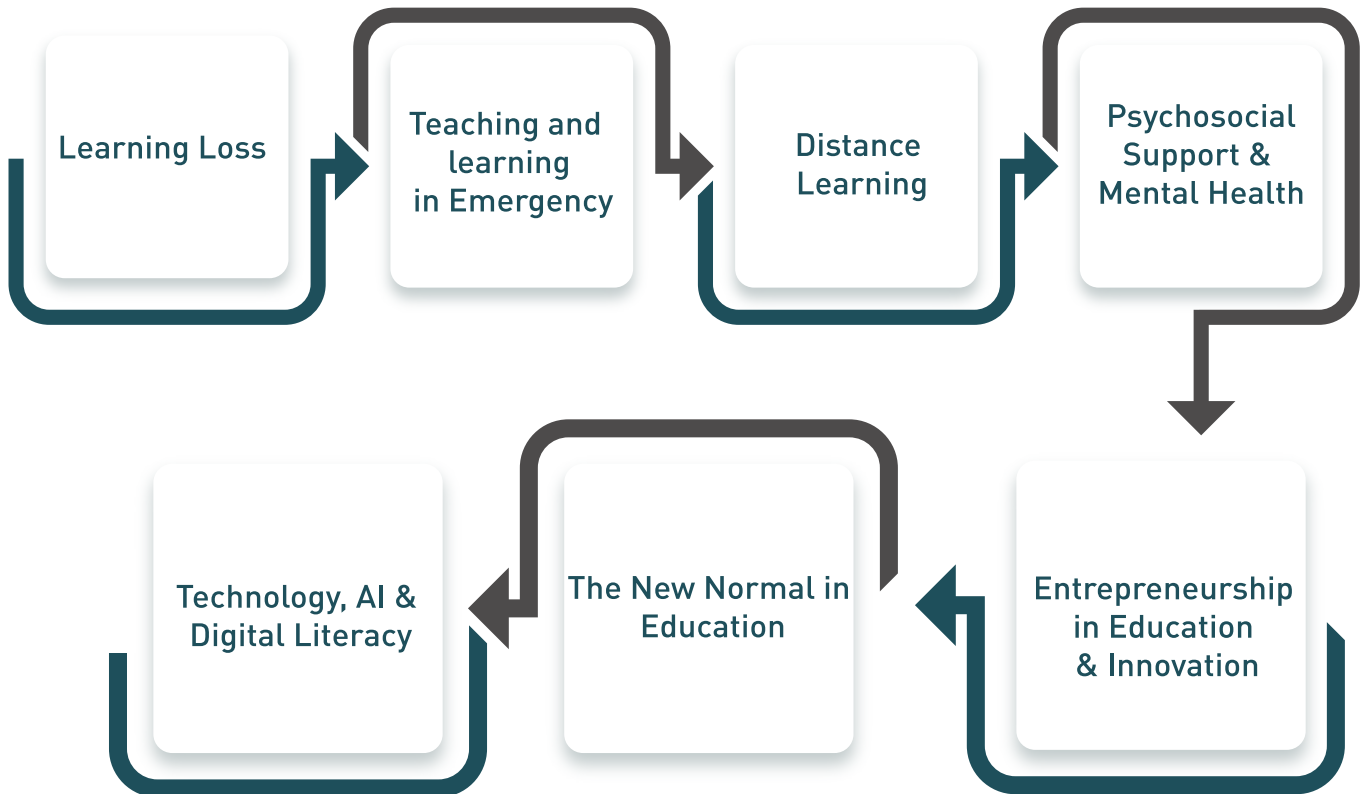 Learning Loss
Teaching and
learning
in Emergency
Distance
Learning
Psychosocial
Support &
Mental Health
Entrepreneurship
in Education
& Innovation
The New Normal in
Education
Technology, AI &
Digital Literacy